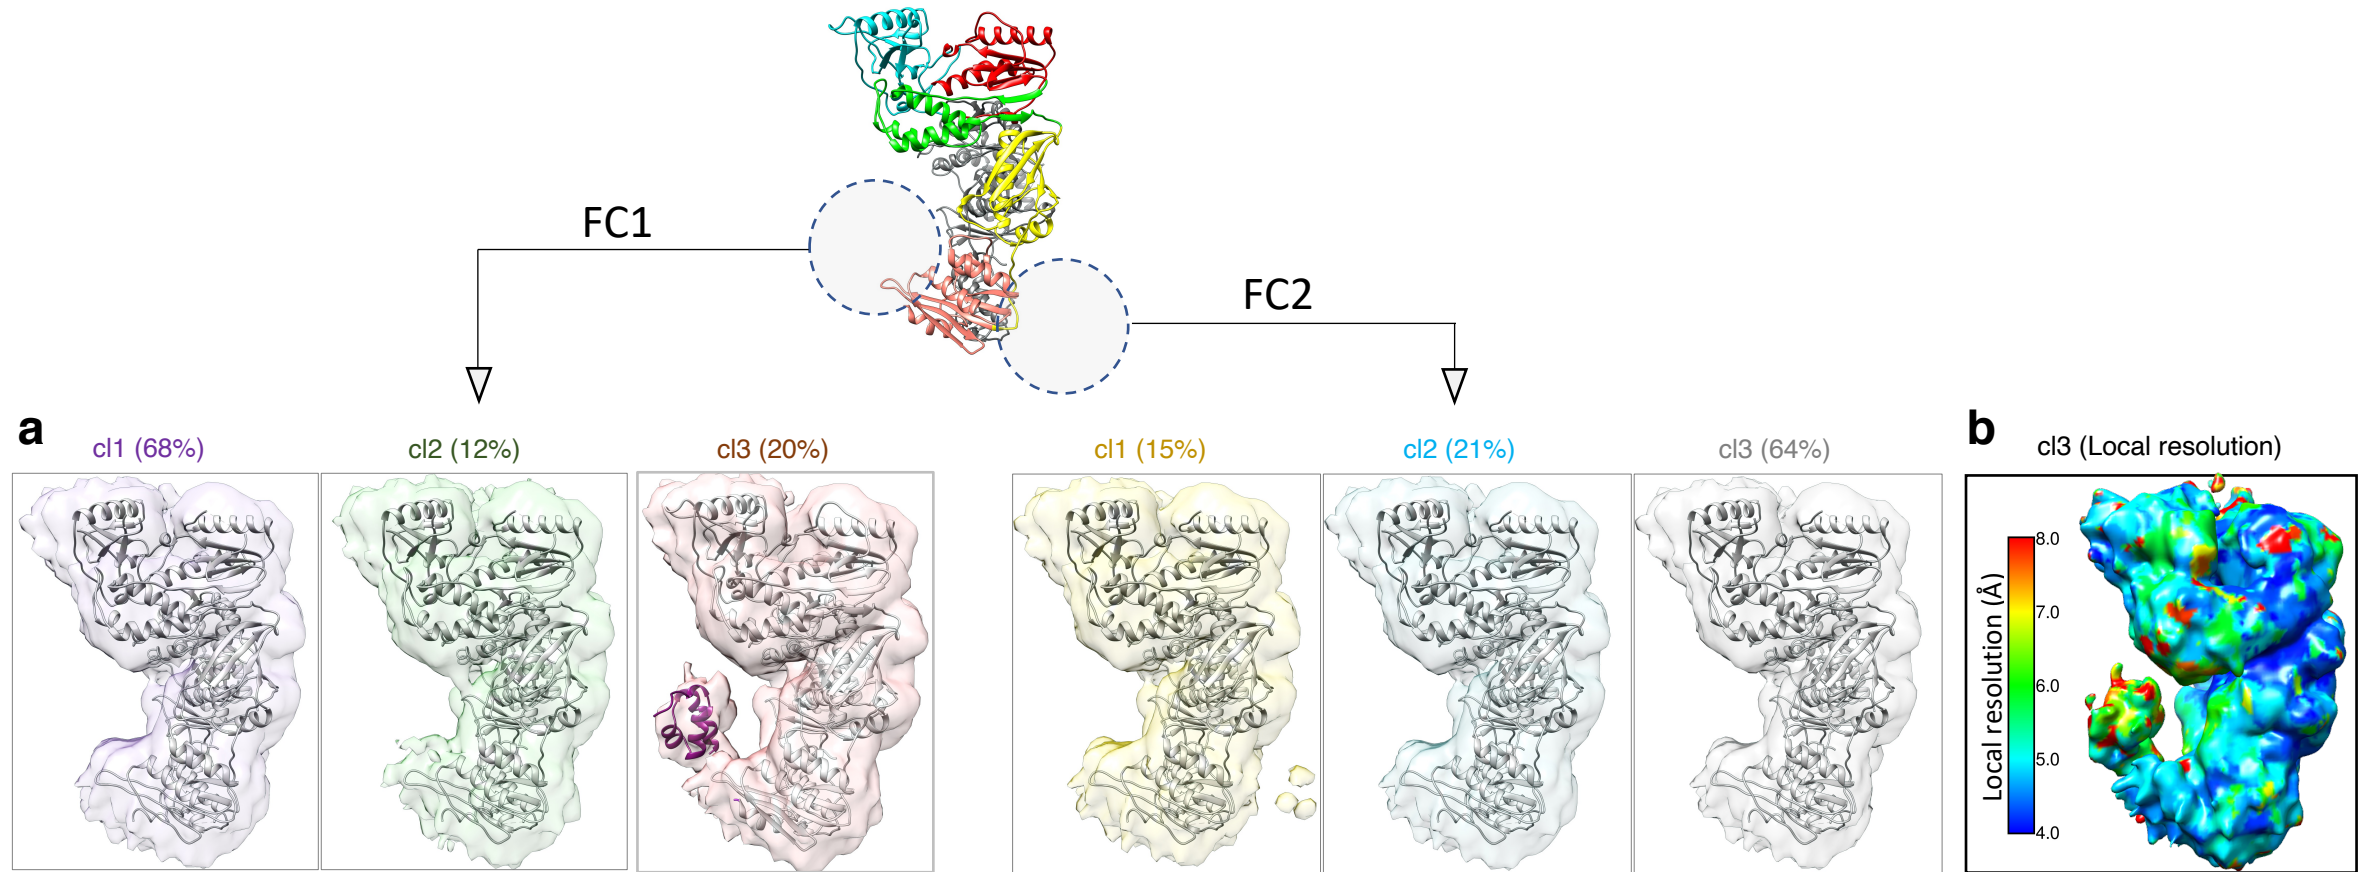 FC1
FC2
a
cl1 (68%)
cl2 (12%)
cl3 (20%)
cl1 (15%)
cl2 (21%)
cl3 (64%)
b
cl3 (Local resolution)
Local resolution (Å)
8.0
7.0
6.0
5.0
4.0